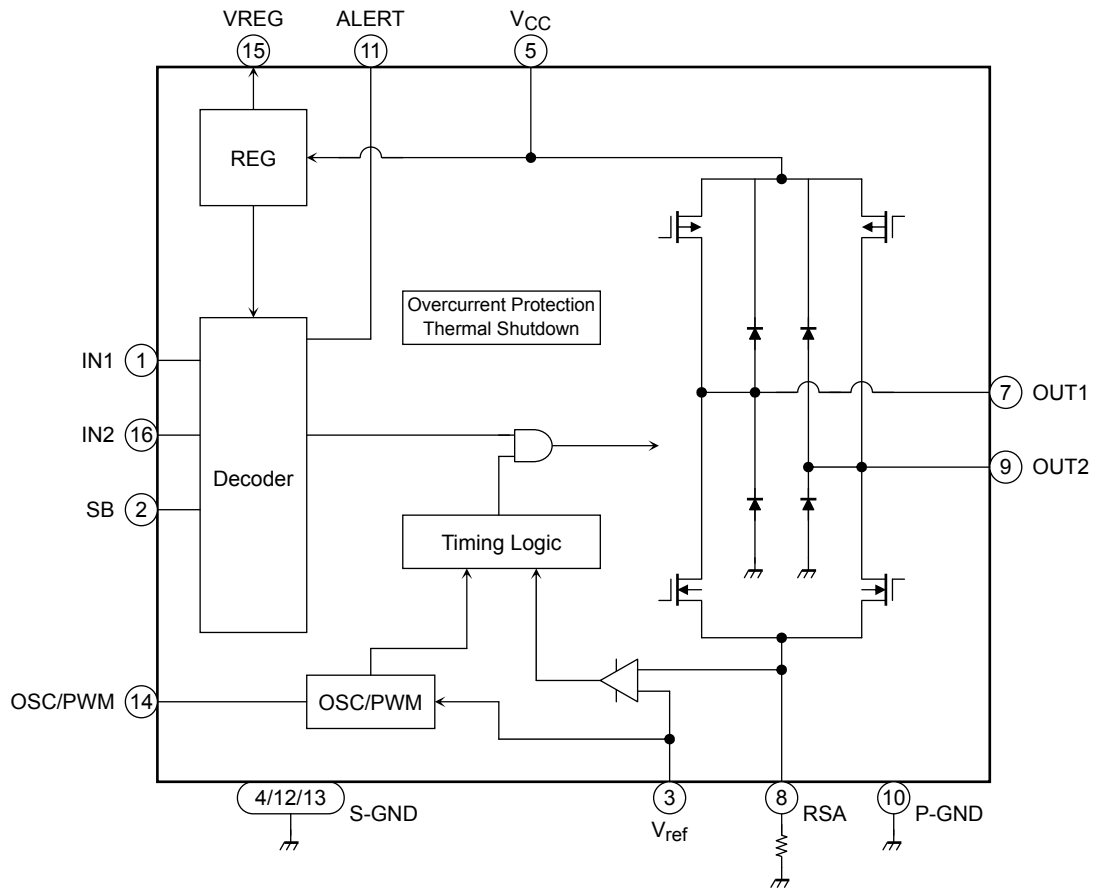 VREG
ALERT
VCC
15
11
5
REG
Overcurrent Protection
Thermal Shutdown
IN1
1
7
OUT1
IN2
16
Decoder
9
OUT2
SB
2
Timing Logic
OSC/PWM
14
OSC/PWM
4/12/13
S-GND
3
Vref
8
RSA
10
P-GND